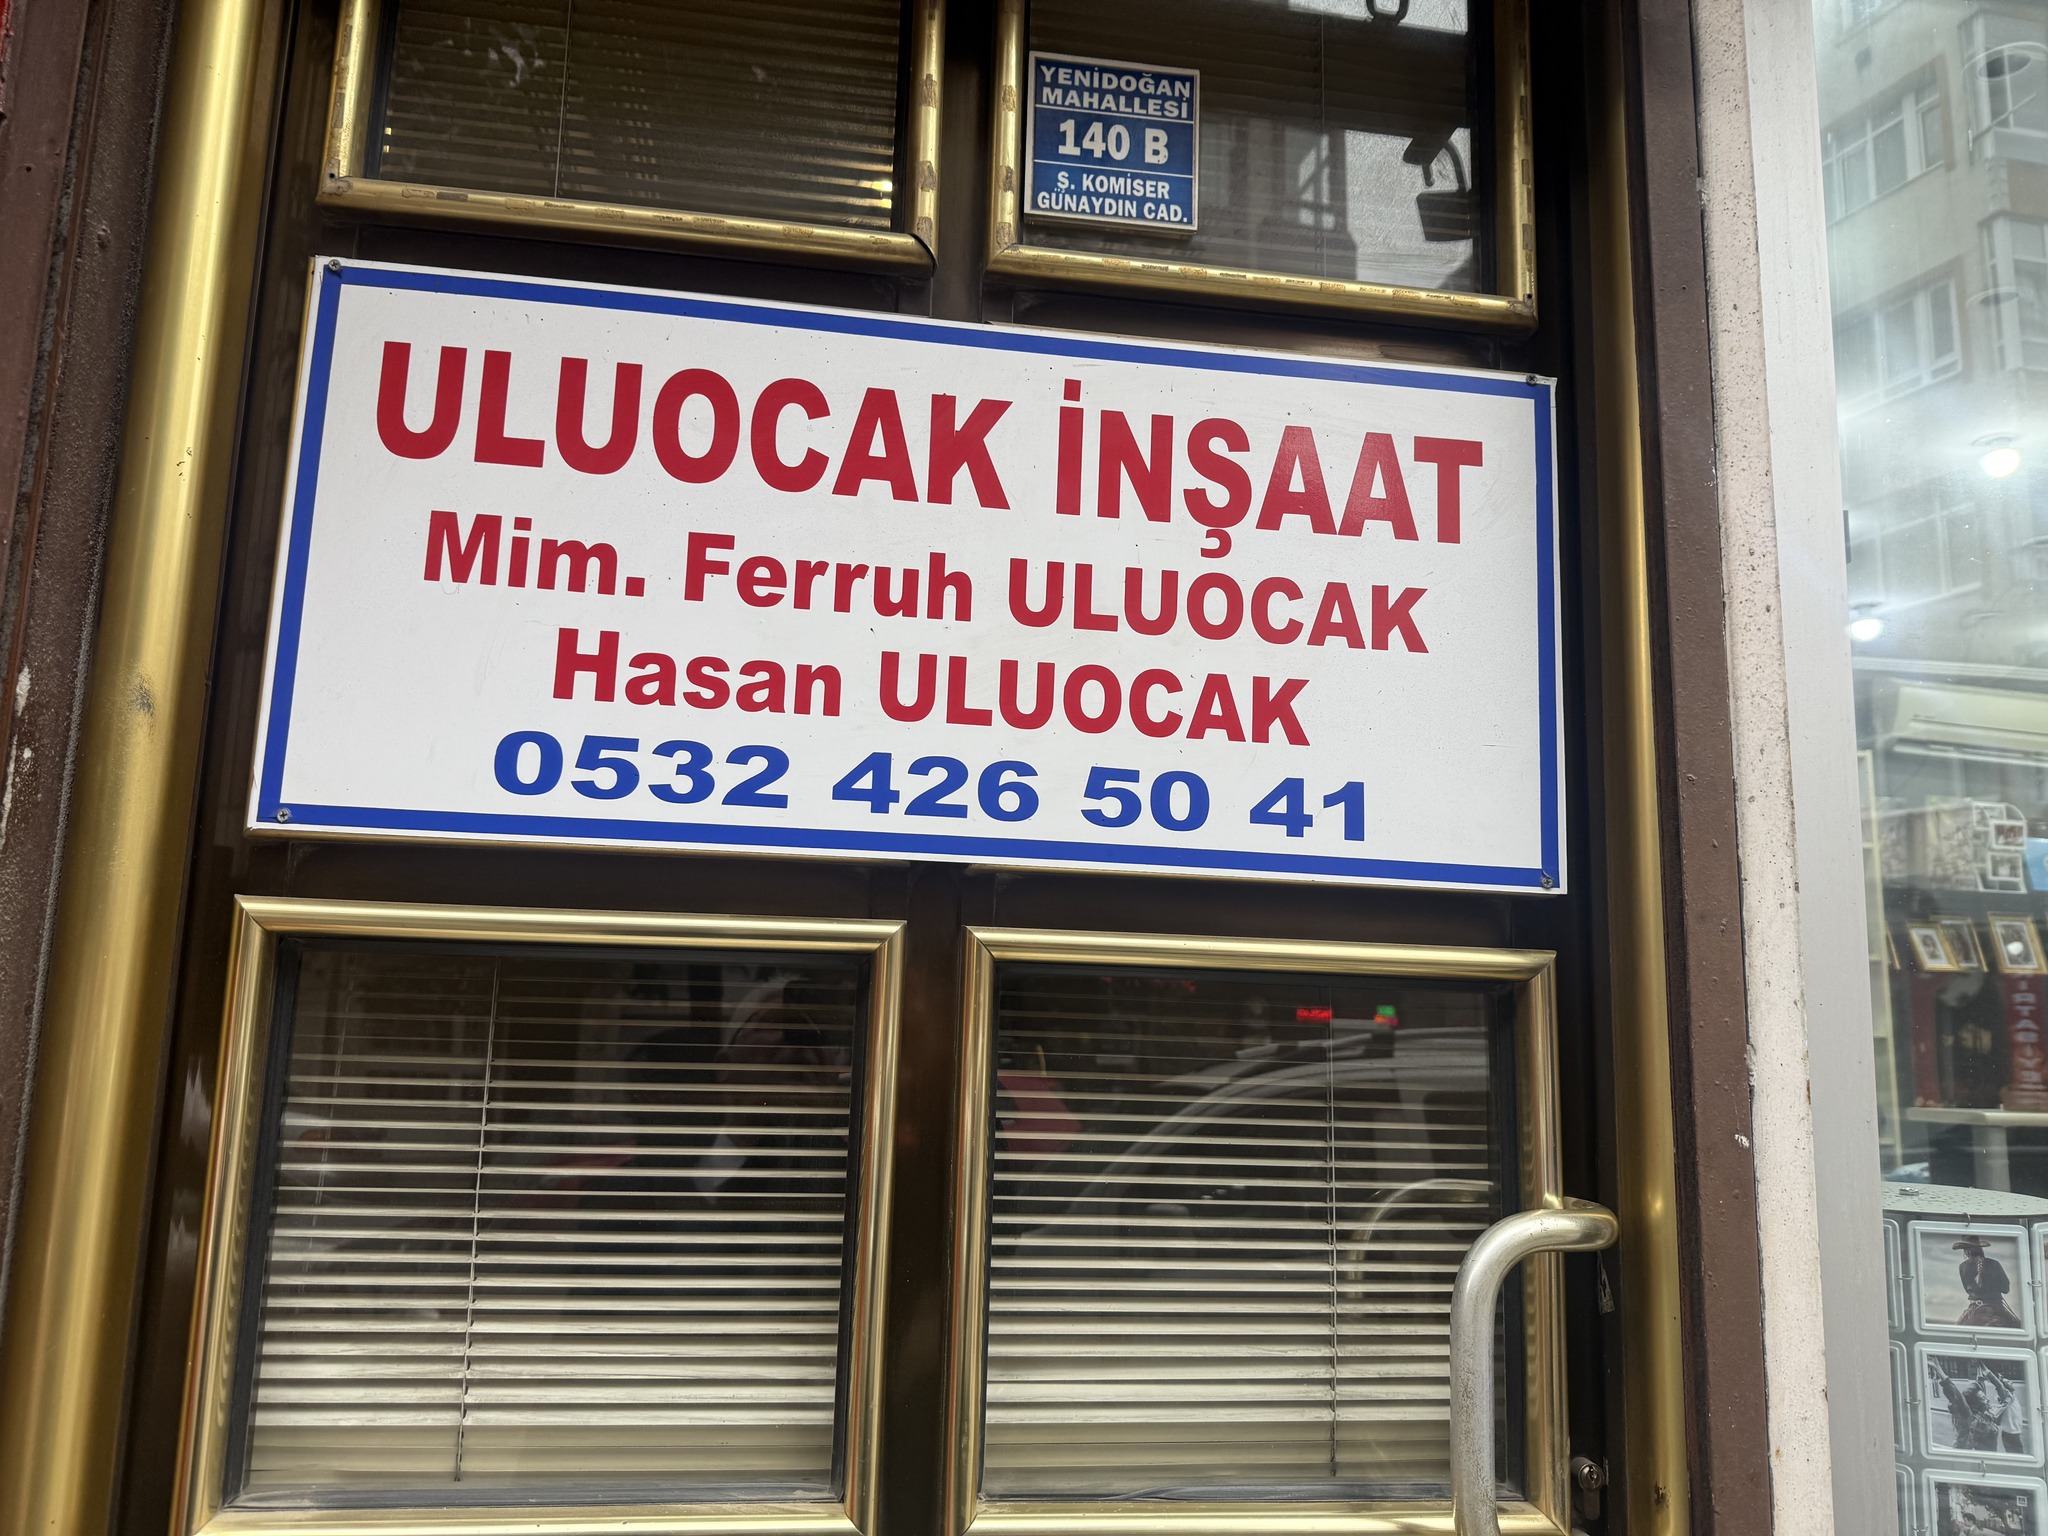 YENİDOĞAN
MAHALLESİ
140 B
Ş. KOMİSER
GÜNAYDIN CAD.
ULUOCAK İNŞAAT
Mim. Ferruh ULUOCAK
Hasan ULUOCAK
0532 426 50 41